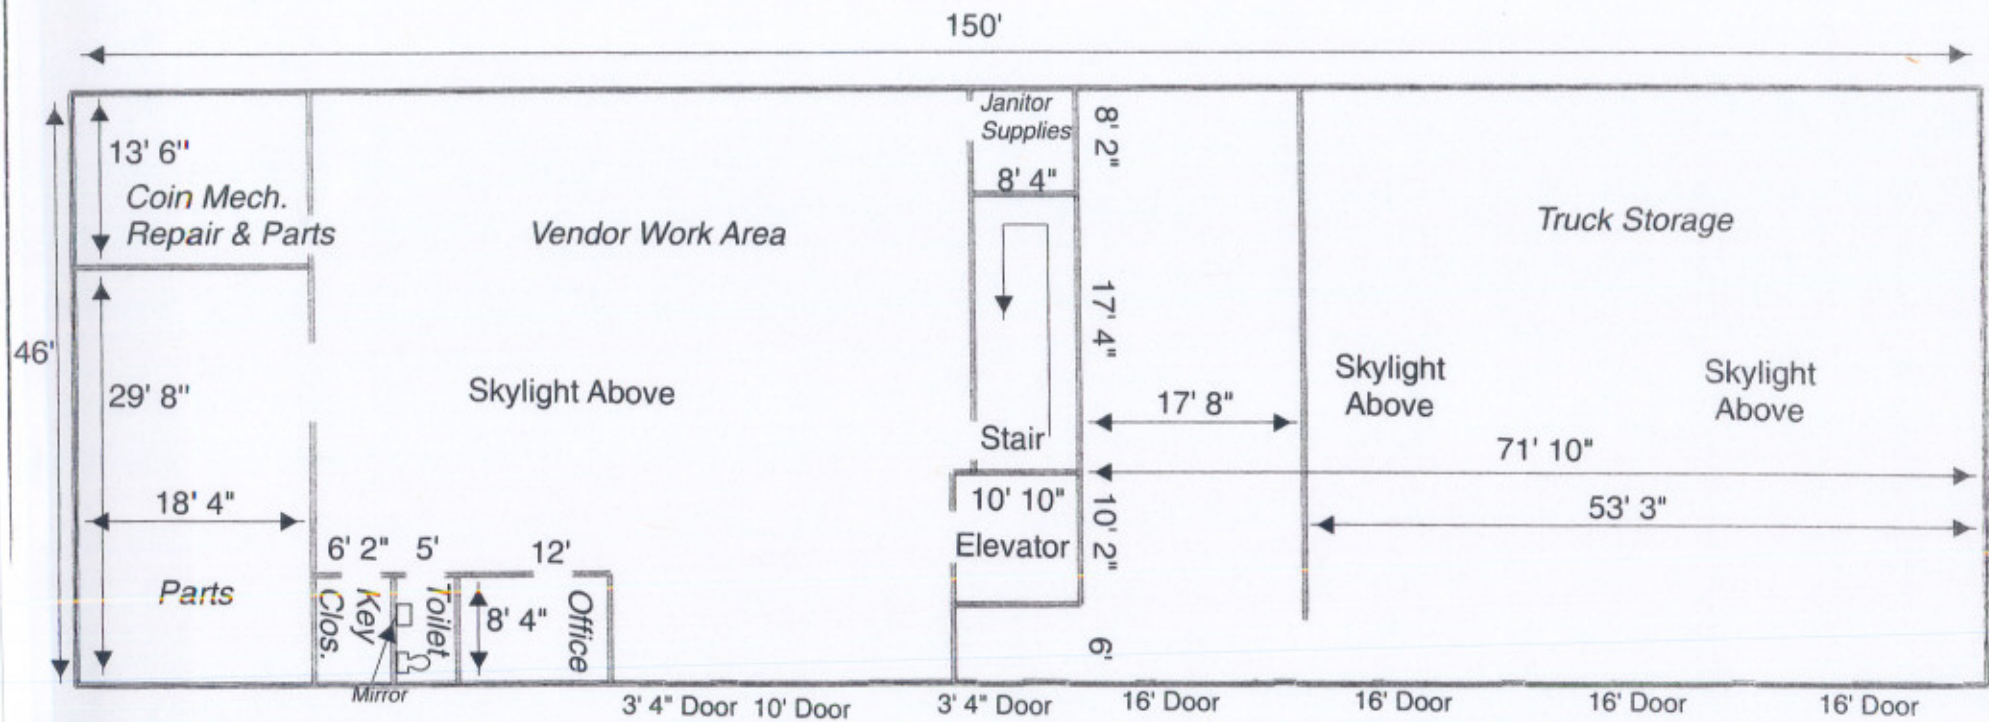 150'
Janitor
Supplies
8' 2"
13' 6"
8' 4"
Coin Mech.
Repair & Parts
Vendor Work Area
Truck Storage
17' 4"
46'
29' 8"
Skylight Above
17' 8"
Skylight
Above
Skylight
Above
Stair
71' 10"
18' 4"
10' 10"
10' 2"
53' 3"
6' 2"
5'
12'
Elevator
Parts
Key
Clos.
Toilet
8' 4"
Office
6'
Mirror
3' 4" Door
10' Door
3' 4" Door
16' Door
16' Door
16' Door
16' Door